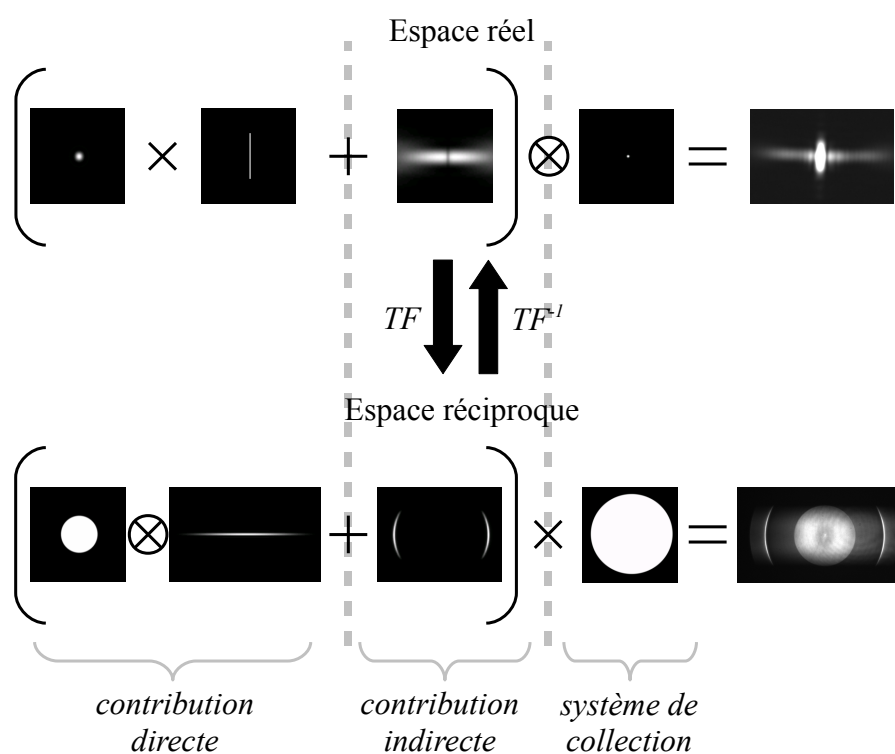 Espace réel
TF
TF-1
Espace réciproque
contribution
directe
contribution
indirecte
système de
collection